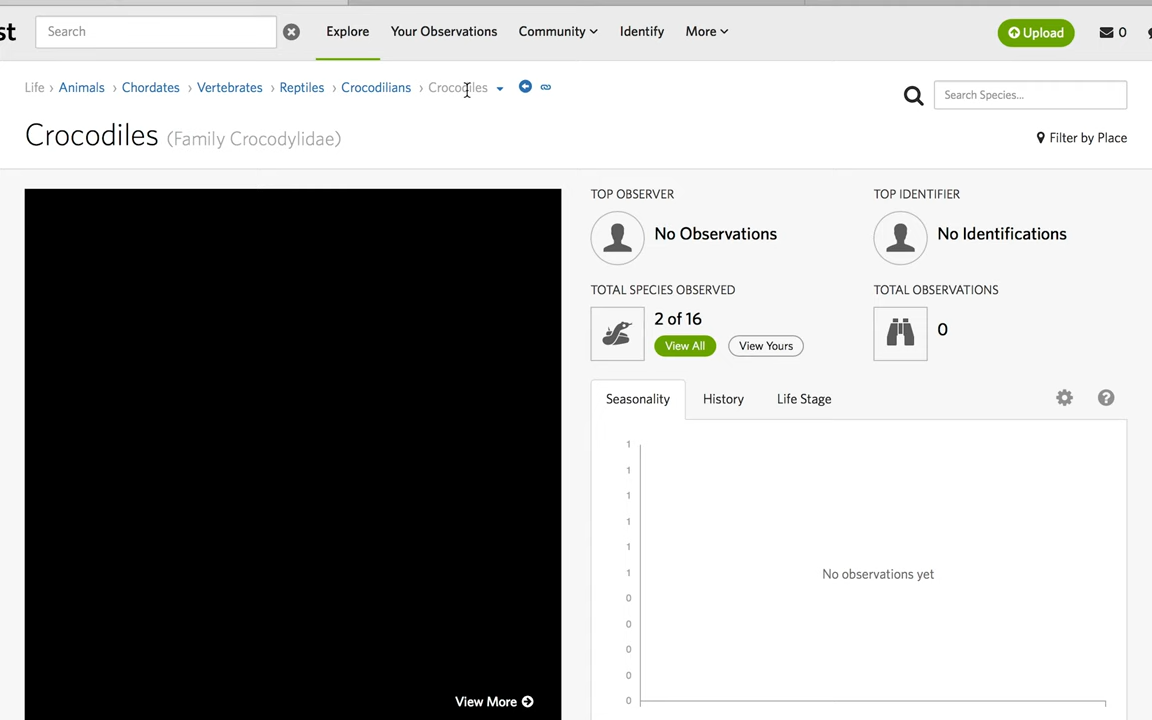 st Search Explore Your Observations Community Identify More Upload 0
Life › Animals › Chordates › Vertebrates › Reptiles › Crocodilians › Crocodiles
Search Species...
Crocodiles (Family Crocodylidae)
Filter by Place
TOP OBSERVER
No Observations
TOP IDENTIFIER
No Identifications
TOTAL SPECIES OBSERVED
2 of 16
View All View Yours
TOTAL OBSERVATIONS
0
Seasonality History Life Stage ?
1
1
1
1
1
1
0
0
0
0
0
No observations yet
View More